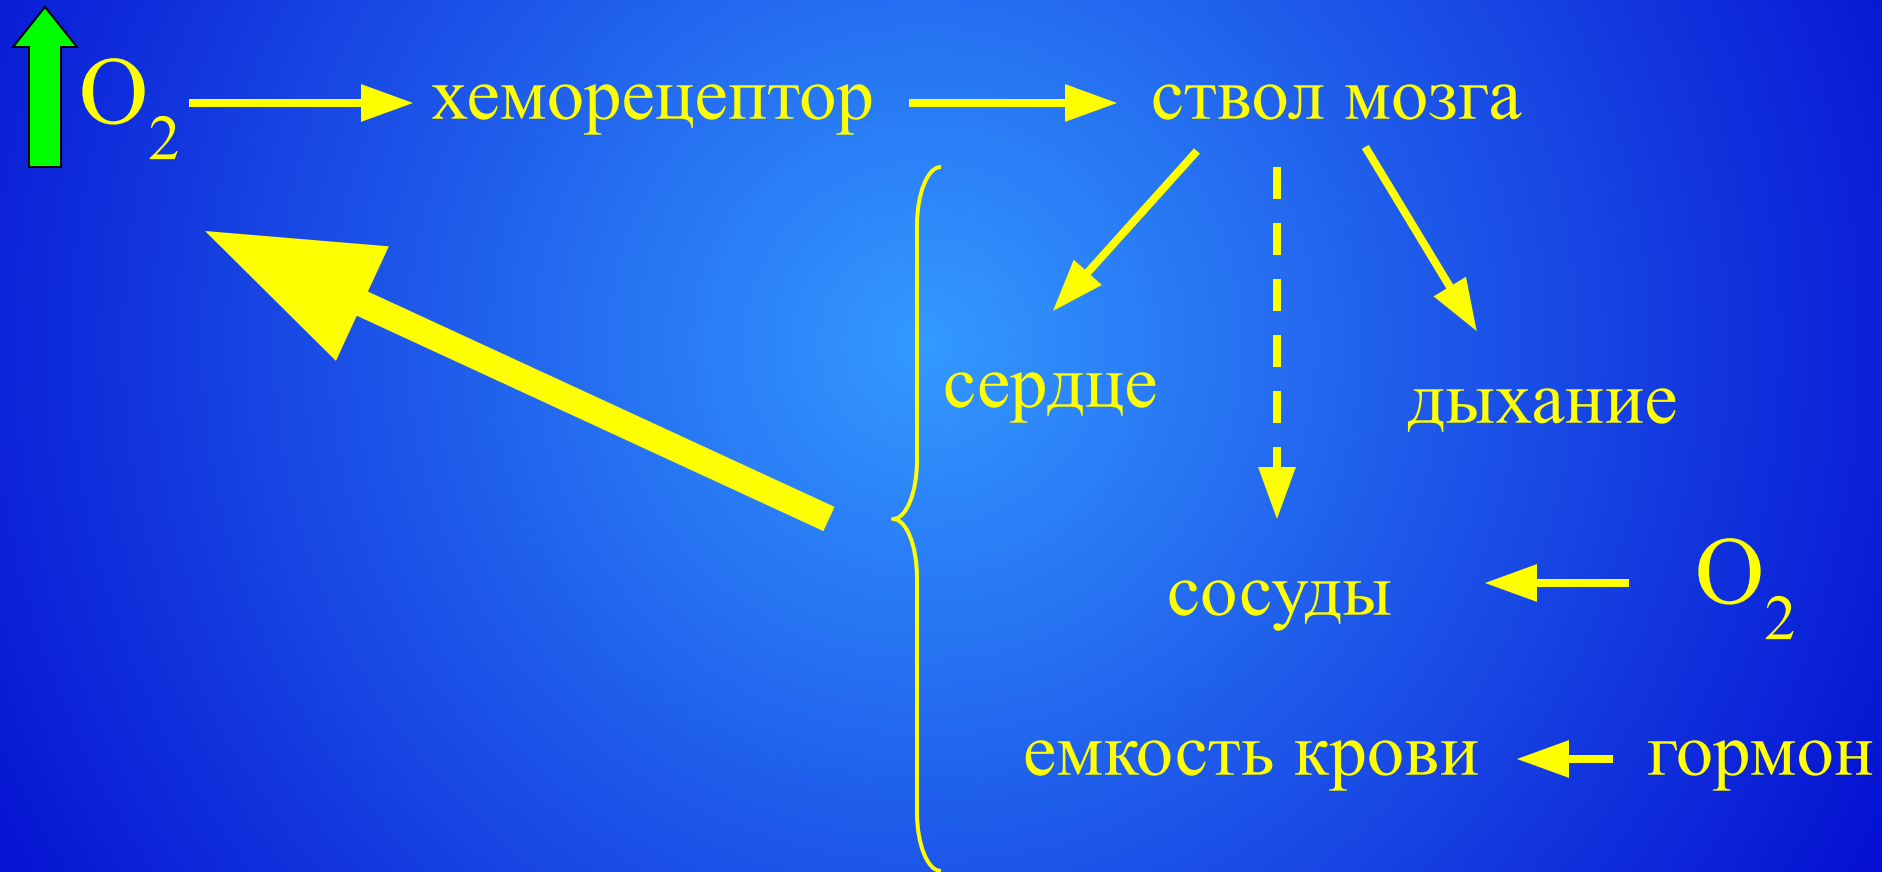 O₂ хеморецептор ствол мозга
сердце дыхание
сосуды O₂
емкость крови гормон